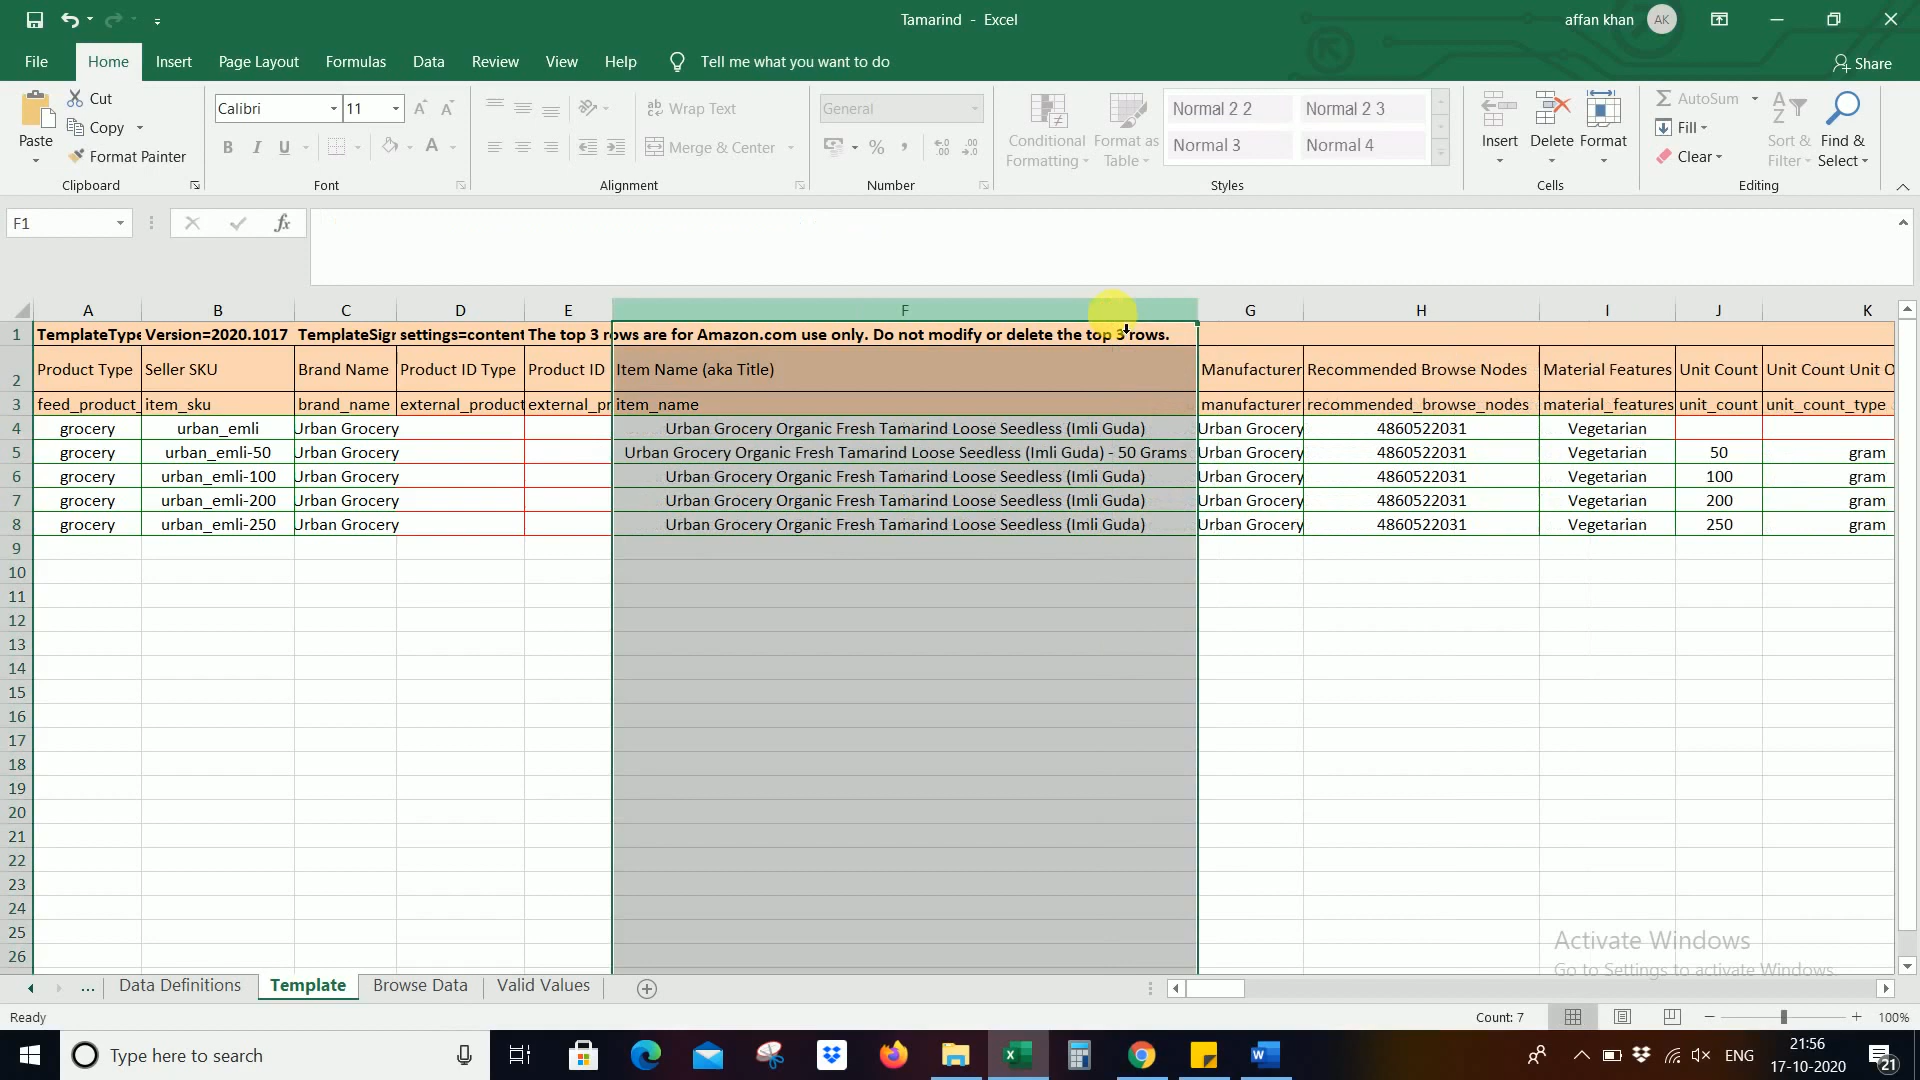 Tamarind - Excel
affan khan AK
File Home Insert Page Layout Formulas Data Review View Help Tell me what you want to do Share
Paste Cut Copy Format Painter Clipboard
Calibri 11 Font
Wrap Text Merge & Center Alignment
General Number
Conditional Formatting Format as Table Normal 2 2 Normal 2 3 Normal 3 Normal 4 Styles
Insert Delete Format Cells
AutoSum Fill Clear Sort & Filter Find & Select Editing
F1 fx
A B C D E F G H I J K
1 TemplateType Version=2020.1017 TemplateSign settings=content The top 3 rows are for Amazon.com use only. Do not modify or delete the top 3 rows.
2 Product Type Seller SKU Brand Name Product ID Type Product ID Item Name (aka Title) Manufacturer Recommended Browse Nodes Material Features Unit Count Unit Count Unit O
3 feed_product_ item_sku brand_name external_product external_pr item_name manufacturer recommended_browse_nodes material_features unit_count unit_count_type
4 grocery urban_emli Urban Grocery Urban Grocery Organic Fresh Tamarind Loose Seedless (Imli Guda) Urban Grocery 4860522031 Vegetarian
5 grocery urban_emli-50 Urban Grocery Urban Grocery Organic Fresh Tamarind Loose Seedless (Imli Guda) - 50 Grams Urban Grocery 4860522031 Vegetarian 50 gram
6 grocery urban_emli-100 Urban Grocery Urban Grocery Organic Fresh Tamarind Loose Seedless (Imli Guda) Urban Grocery 4860522031 Vegetarian 100 gram
7 grocery urban_emli-200 Urban Grocery Urban Grocery Organic Fresh Tamarind Loose Seedless (Imli Guda) Urban Grocery 4860522031 Vegetarian 200 gram
8 grocery urban_emli-250 Urban Grocery Urban Grocery Organic Fresh Tamarind Loose Seedless (Imli Guda) Urban Grocery 4860522031 Vegetarian 250 gram
9
10
11
12
13
14
15
16
17
18
19
20
21
22
23
24
25
26
Activate Windows
Go to Settings to activate Windows.
... Data Definitions Template Browse Data Valid Values
Ready Count: 7 100%
Type here to search ENG 21:56
17-10-2020 21